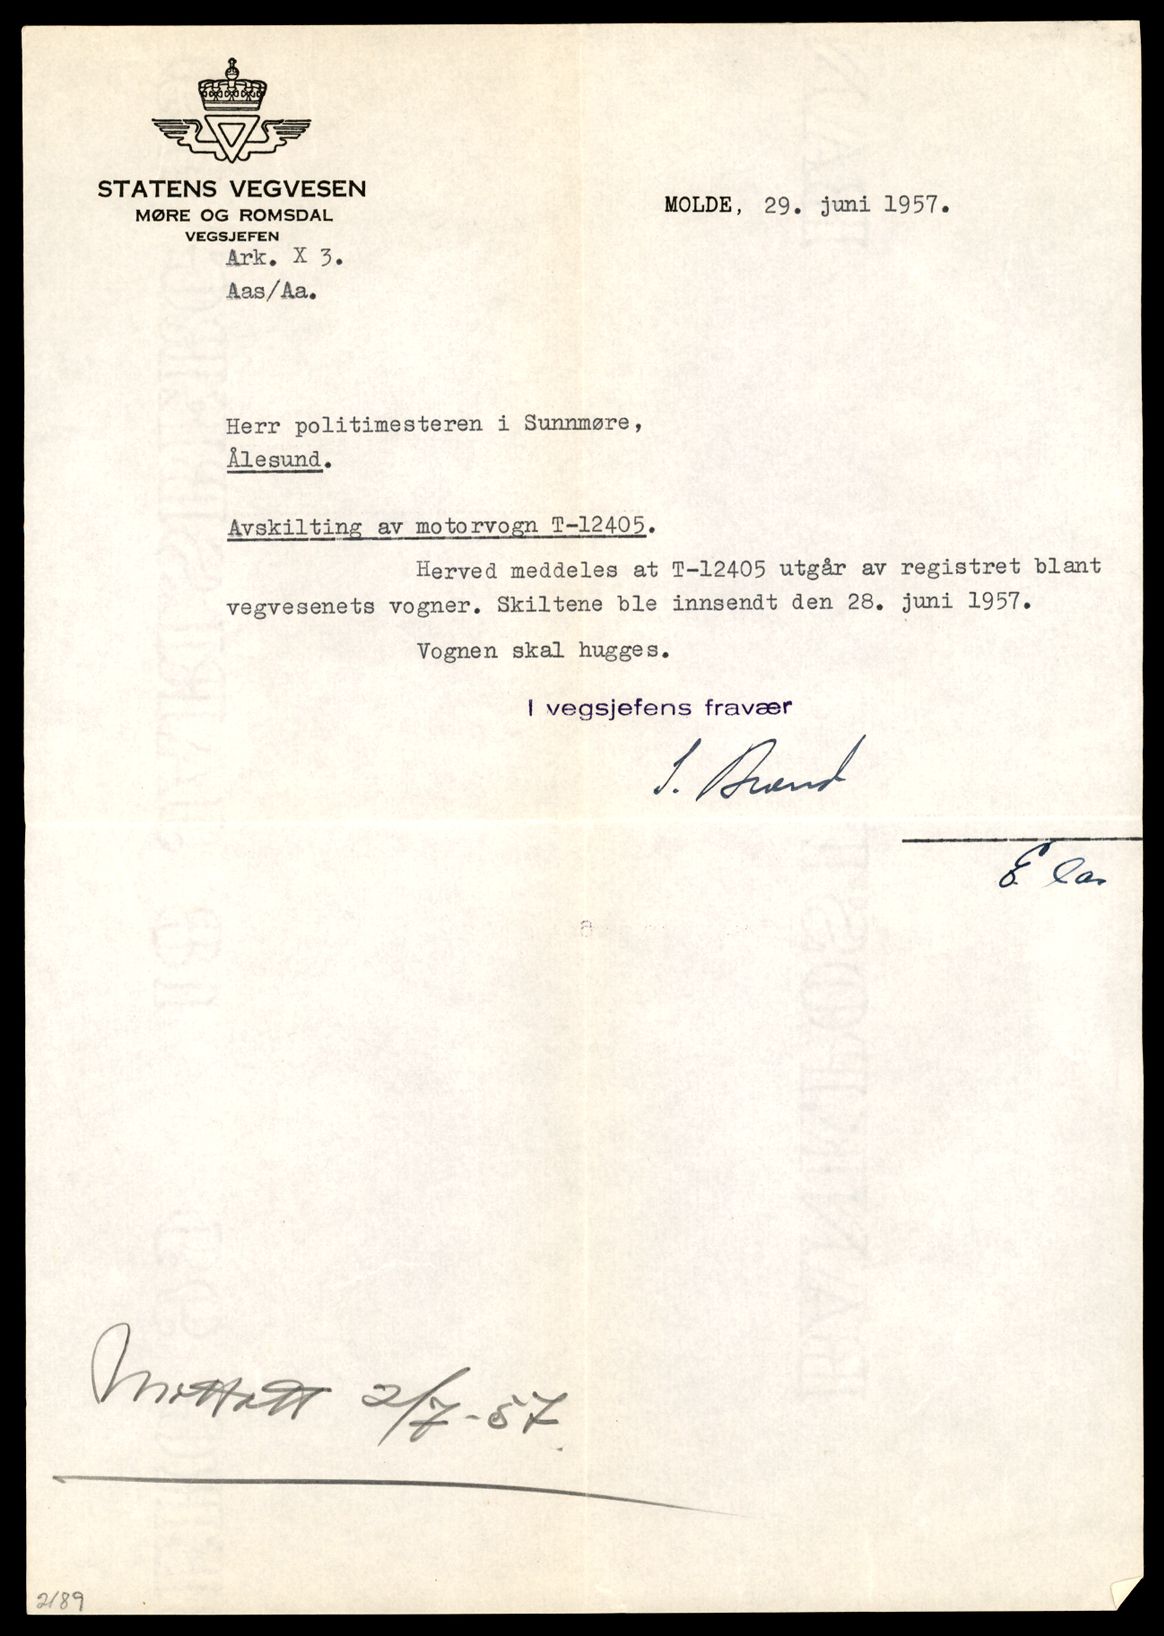 STATENS VEGVESEN
MØRE OG ROMSDAL
VEGSJEFEN
Ark. X 3.
Aas/Aa.
MOLDE, 29. juni 1957.
Herr politimesteren i Sunnmøre,
Ålesund.
Avskilting av motorvogn T-12405.
Herved meddeles at T-12405 utgår av registret blant
vegvesenets vogner. Skiltene ble innsendt den 28. juni 1957.
Vognen skal hugges.
I vegsjefens fravær
Mottatt 2/7-57
2189